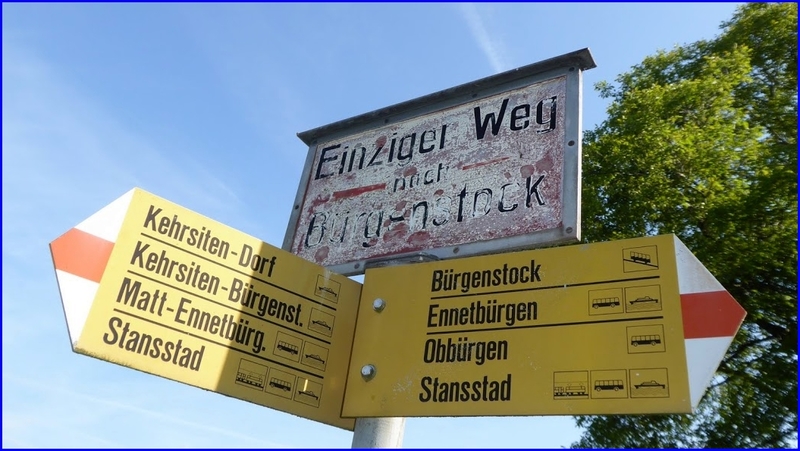 Einziger Weg
nach
Bürgenstock
Kehrsiten-Dorf
Kehrsiten-Bürgenst.
Matt-Ennetbürg.
Stansstad
Bürgenstock
Ennetbürgen
Obbürgen
Stansstad